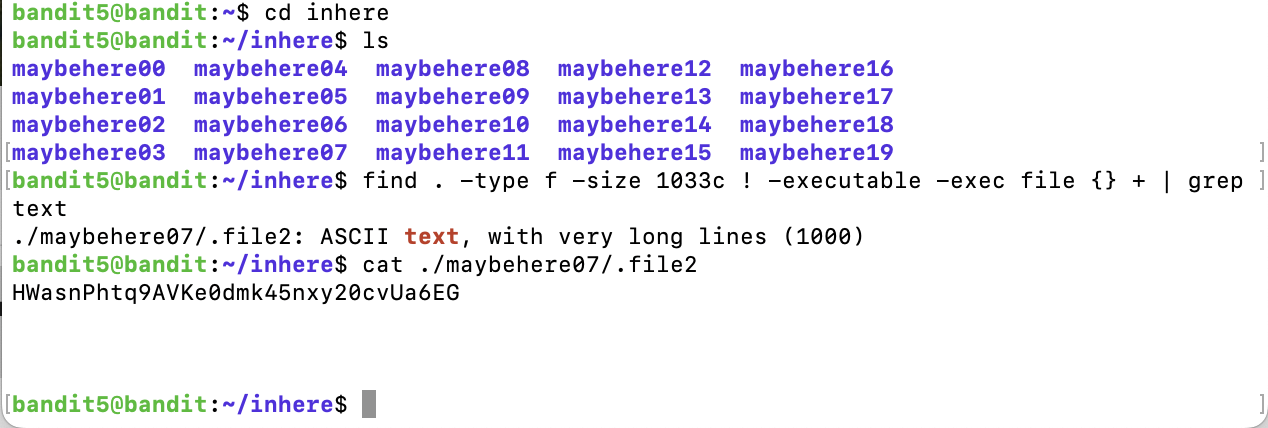 bandit5@bandit:~$ cd inhere
bandit5@bandit:~/inhere$ ls
maybehere00  maybehere04  maybehere08  maybehere12  maybehere16
maybehere01  maybehere05  maybehere09  maybehere13  maybehere17
maybehere02  maybehere06  maybehere10  maybehere14  maybehere18
maybehere03  maybehere07  maybehere11  maybehere15  maybehere19
bandit5@bandit:~/inhere$ find . -type f -size 1033c ! -executable -exec file {} + | grep
text
./maybehere07/.file2: ASCII text, with very long lines (1000)
bandit5@bandit:~/inhere$ cat ./maybehere07/.file2
HWasnPhtq9AVKe0dmk45nxy20cvUa6EG
bandit5@bandit:~/inhere$